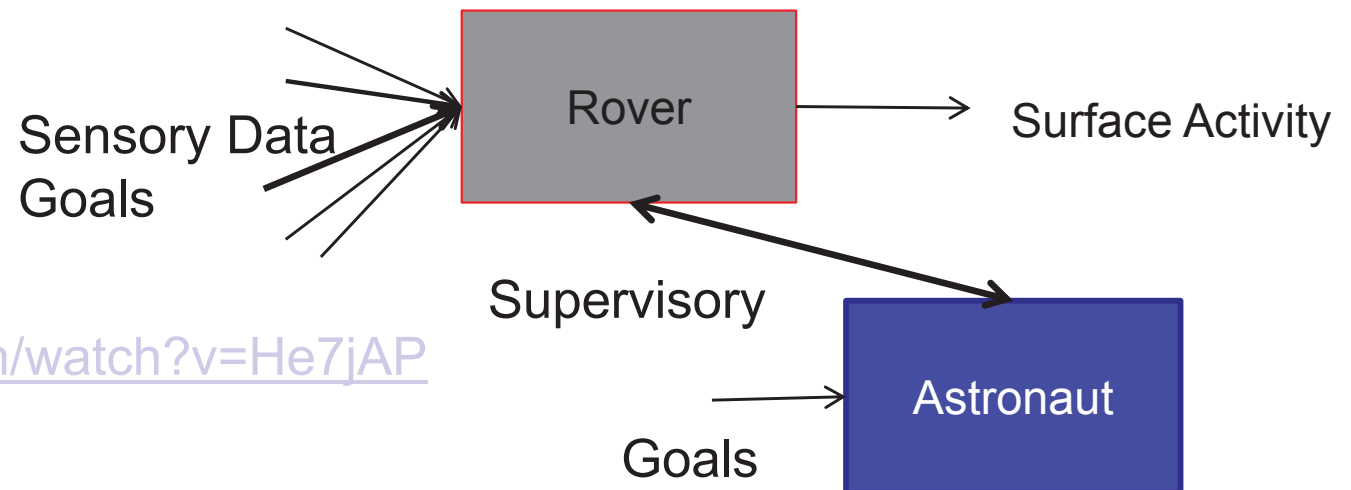 Rover
Surface Activity
Sensory Data
Goals
Supervisory
/watch?v=He7jAP
Astronaut
Goals